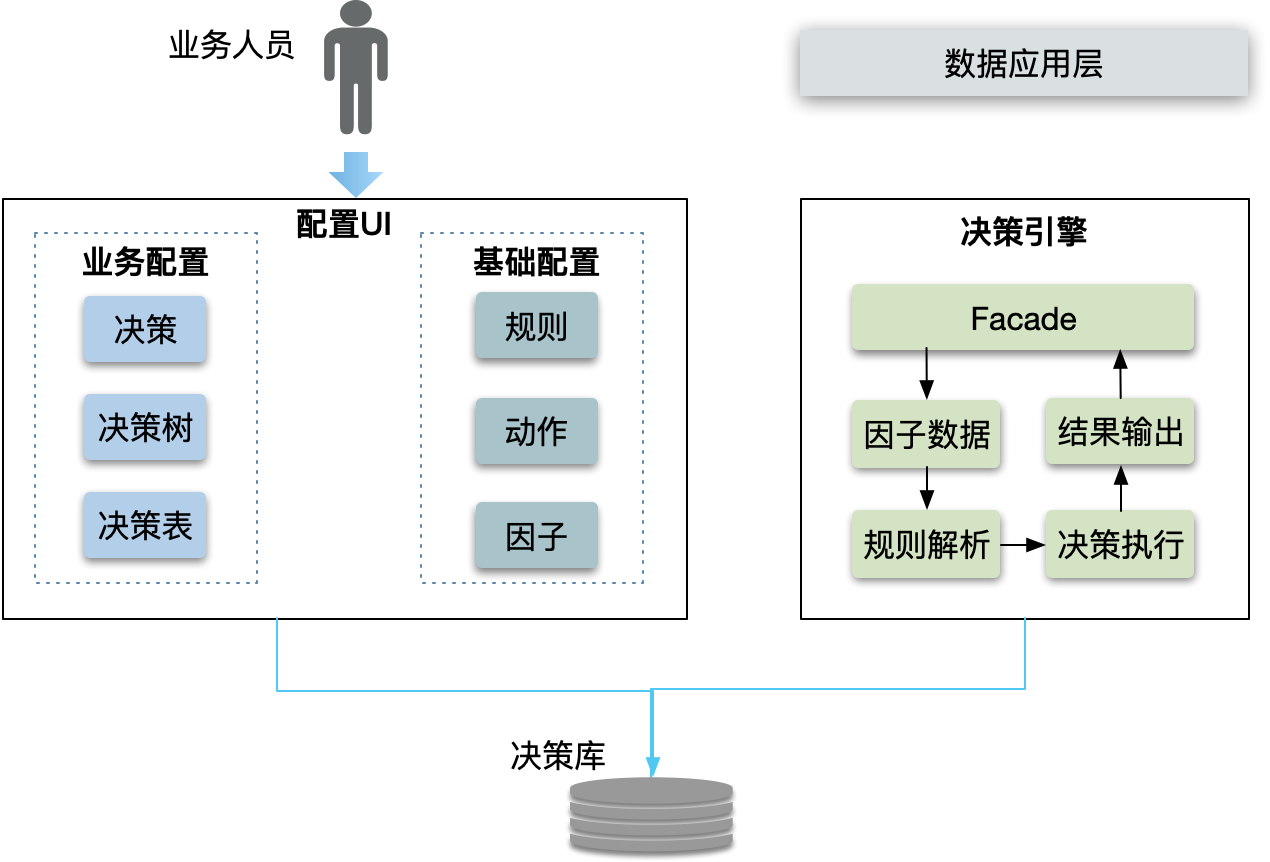 业务人员
数据应用层
配置UI
业务配置
决策
决策树
决策表
基础配置
规则
动作
因子
决策引擎
Facade
因子数据
结果输出
规则解析
决策执行
决策库